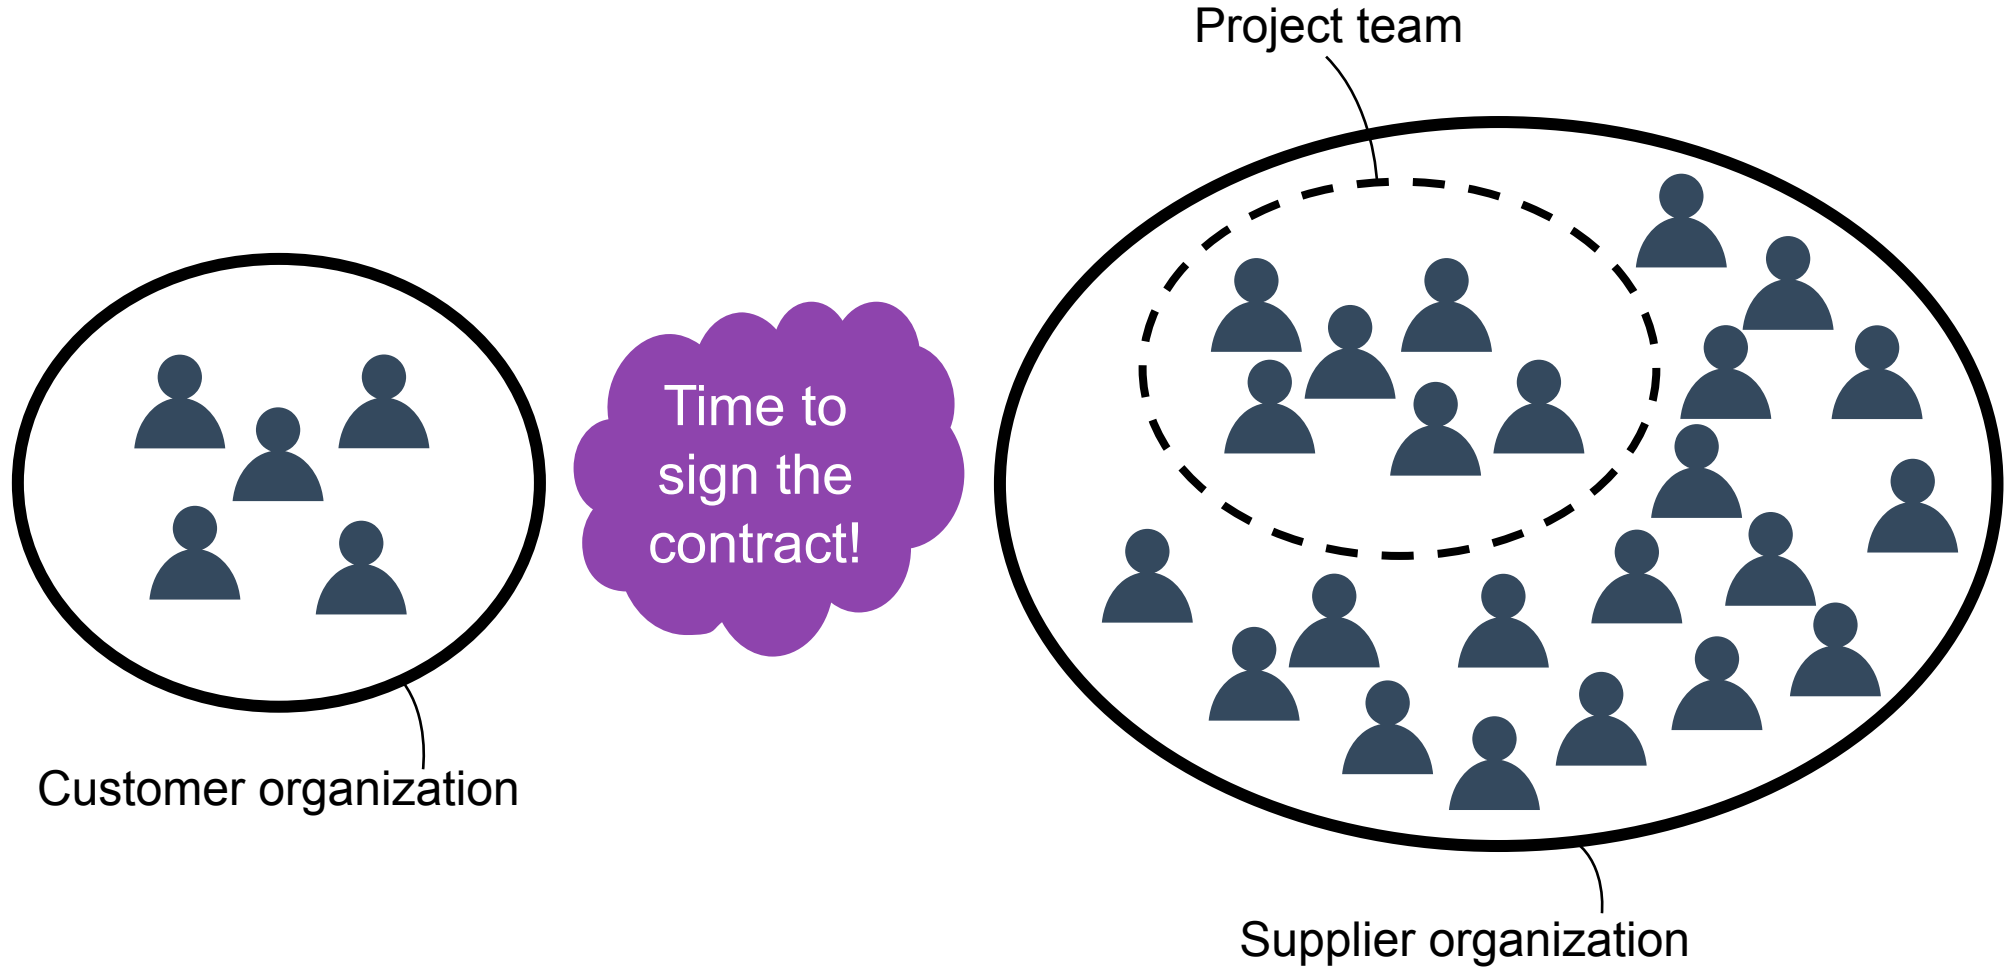 Project team
Time to
sign the
contract!
Customer organization
Supplier organization